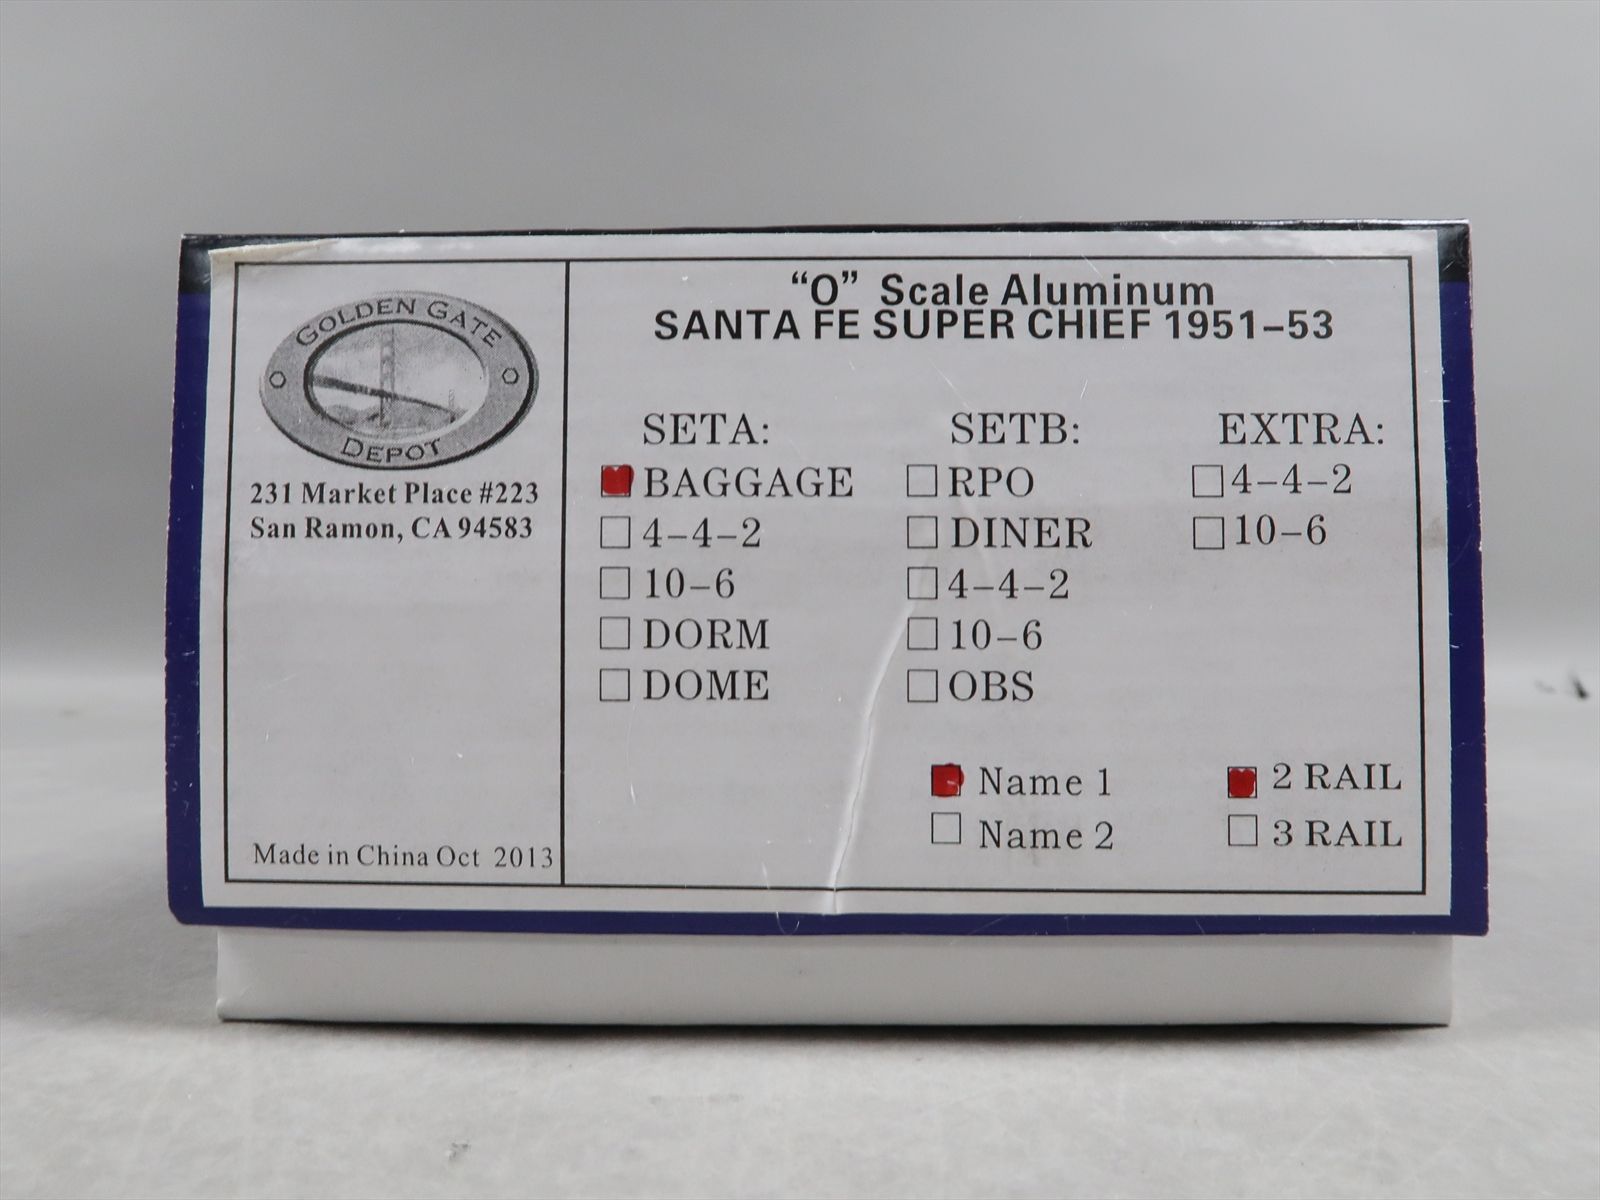 GOLDEN GATE
DEPOT
231 Market Place #223
San Ramon, CA 94583
Made in China Oct 2013
“O” Scale Aluminum
SANTA FE SUPER CHIEF 1951–53
SETA:
BAGGAGE
4–4–2
10–6
DORM
DOME
SETB:
RPO
DINER
4–4–2
10–6
OBS
EXTRA:
4–4–2
10–6
Name 1
Name 2
2 RAIL
3 RAIL